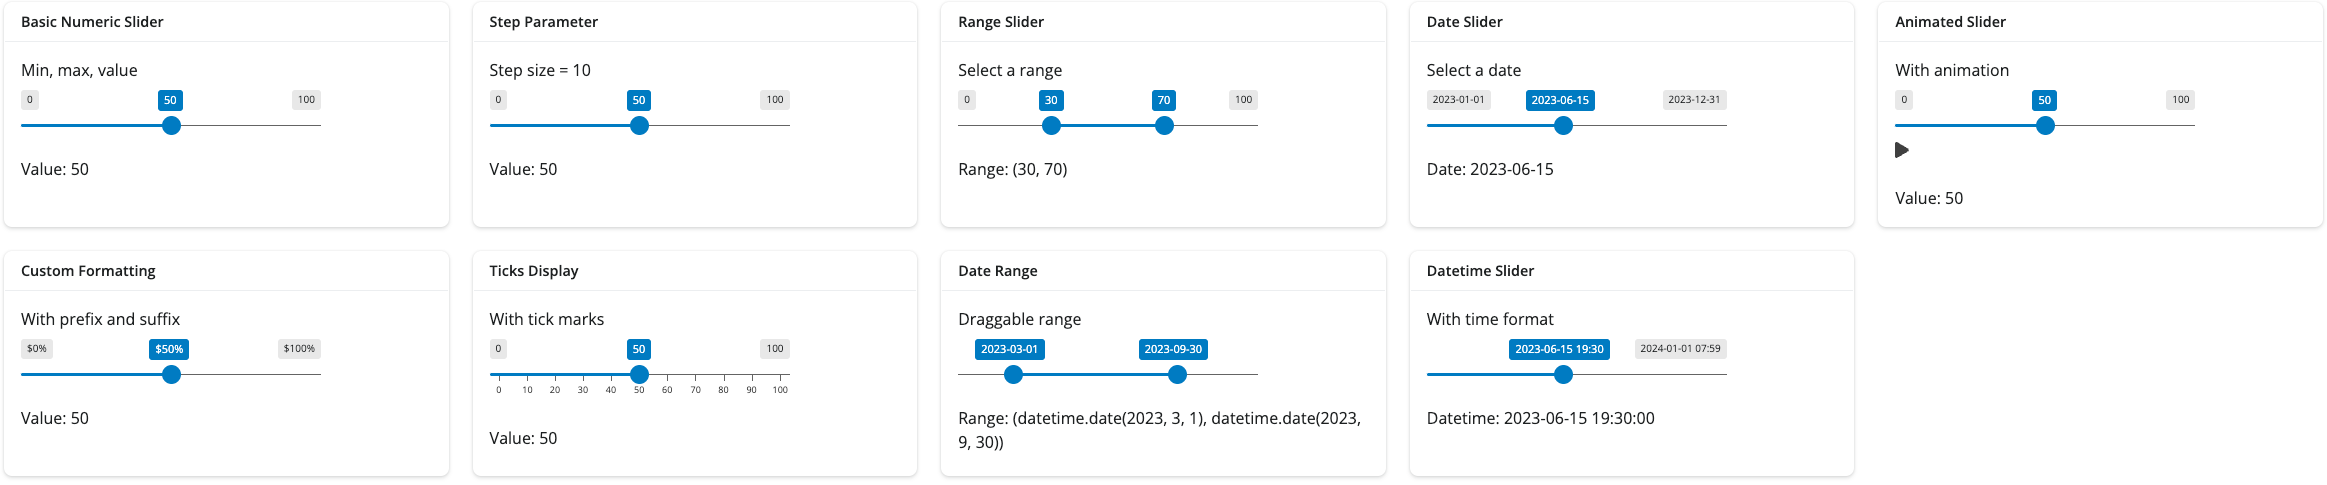 Basic Numeric Slider
Min, max, value
0 50 100
Value: 50
Step Parameter
Step size = 10
0 50 100
Value: 50
Range Slider
Select a range
0 30 70 100
Range: (30, 70)
Date Slider
Select a date
2023-01-01 2023-06-15 2023-12-31
Date: 2023-06-15
Animated Slider
With animation
0 50 100
Value: 50
Custom Formatting
With prefix and suffix
$0% $50% $100%
Value: 50
Ticks Display
With tick marks
0 50 100
0 10 20 30 40 50 60 70 80 90 100
Value: 50
Date Range
Draggable range
2023-03-01 2023-09-30
Range: (datetime.date(2023, 3, 1), datetime.date(2023,
9, 30))
Datetime Slider
With time format
2023-06-15 19:30 2024-01-01 07:59
Datetime: 2023-06-15 19:30:00